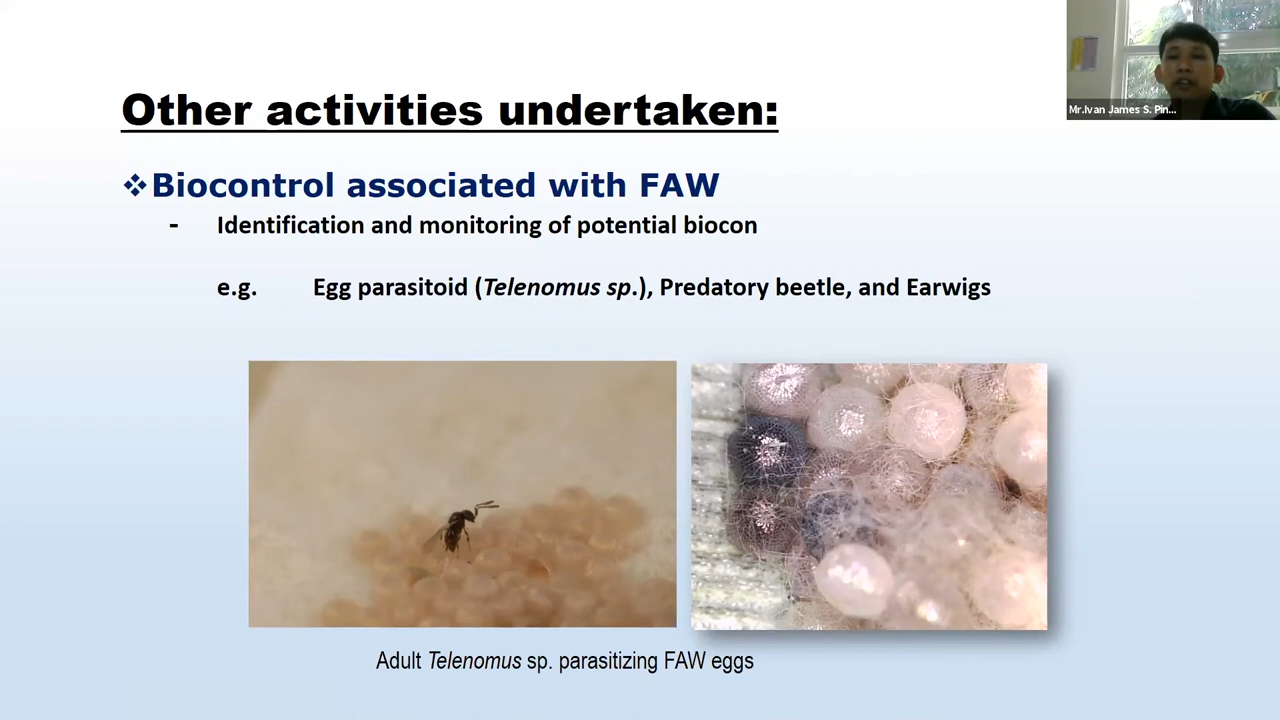 Mr.Ivan James S. Pin...
Other activities undertaken:
❖Biocontrol associated with FAW
- Identification and monitoring of potential biocon
e.g. Egg parasitoid (Telenomus sp.), Predatory beetle, and Earwigs
Adult Telenomus sp. parasitizing FAW eggs